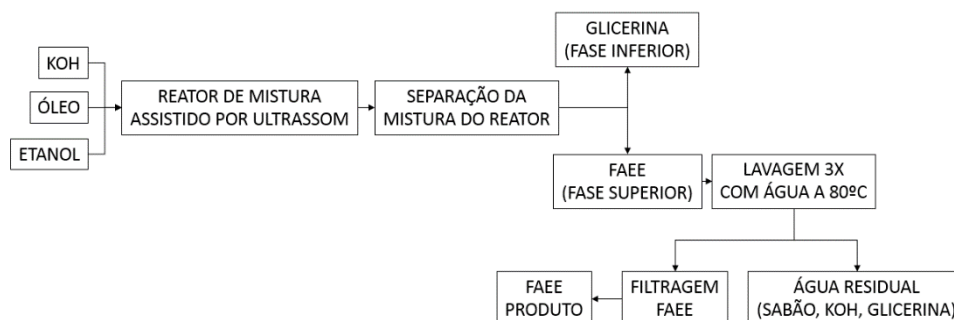 KOH
ÓLEO
ETANOL
REATOR DE MISTURA
ASSISTIDO POR ULTRASSOM
SEPARAÇÃO DA
MISTURA DO REATOR
GLICERINA
(FASE INFERIOR)
FAEE
(FASE SUPERIOR)
LAVAGEM 3X
COM ÁGUA A 80ºC
FAEE
PRODUTO
FILTRAGEM
FAEE
ÁGUA RESIDUAL
(SABÃO, KOH, GLICERINA)